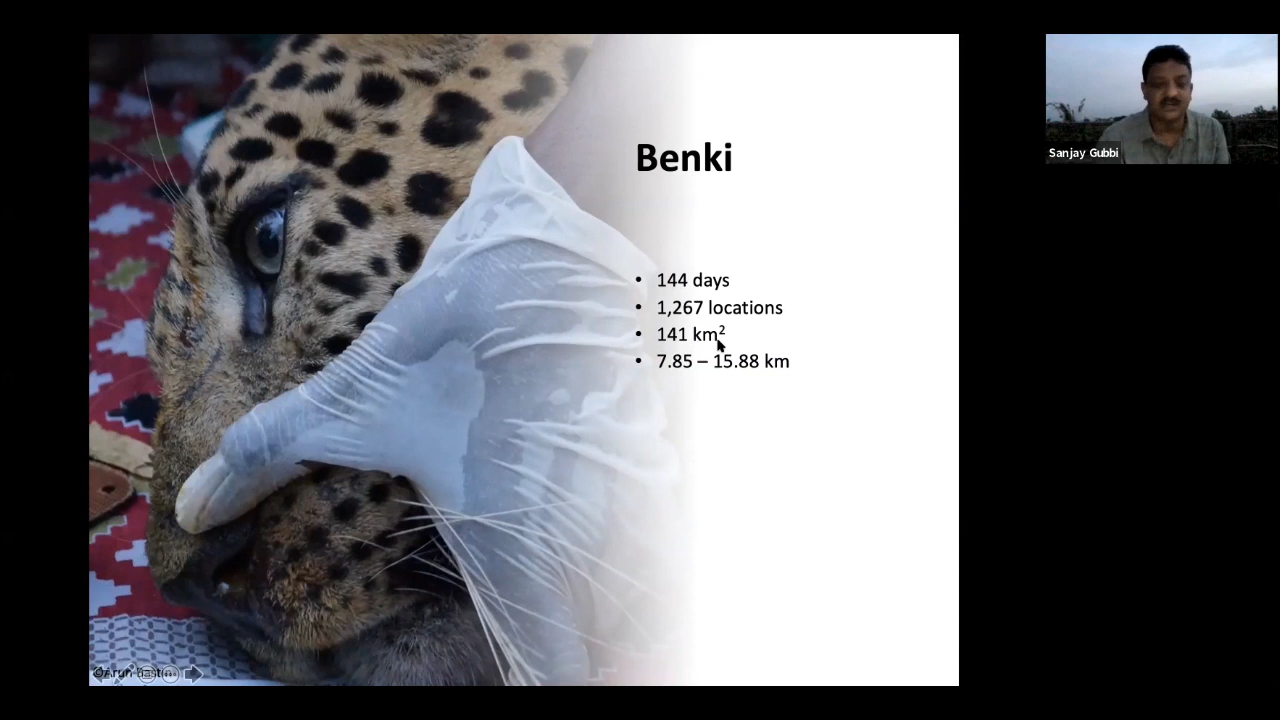 Benki
• 144 days
• 1,267 locations
• 141 km²
• 7.85 – 15.88 km
Sanjay Gubbi